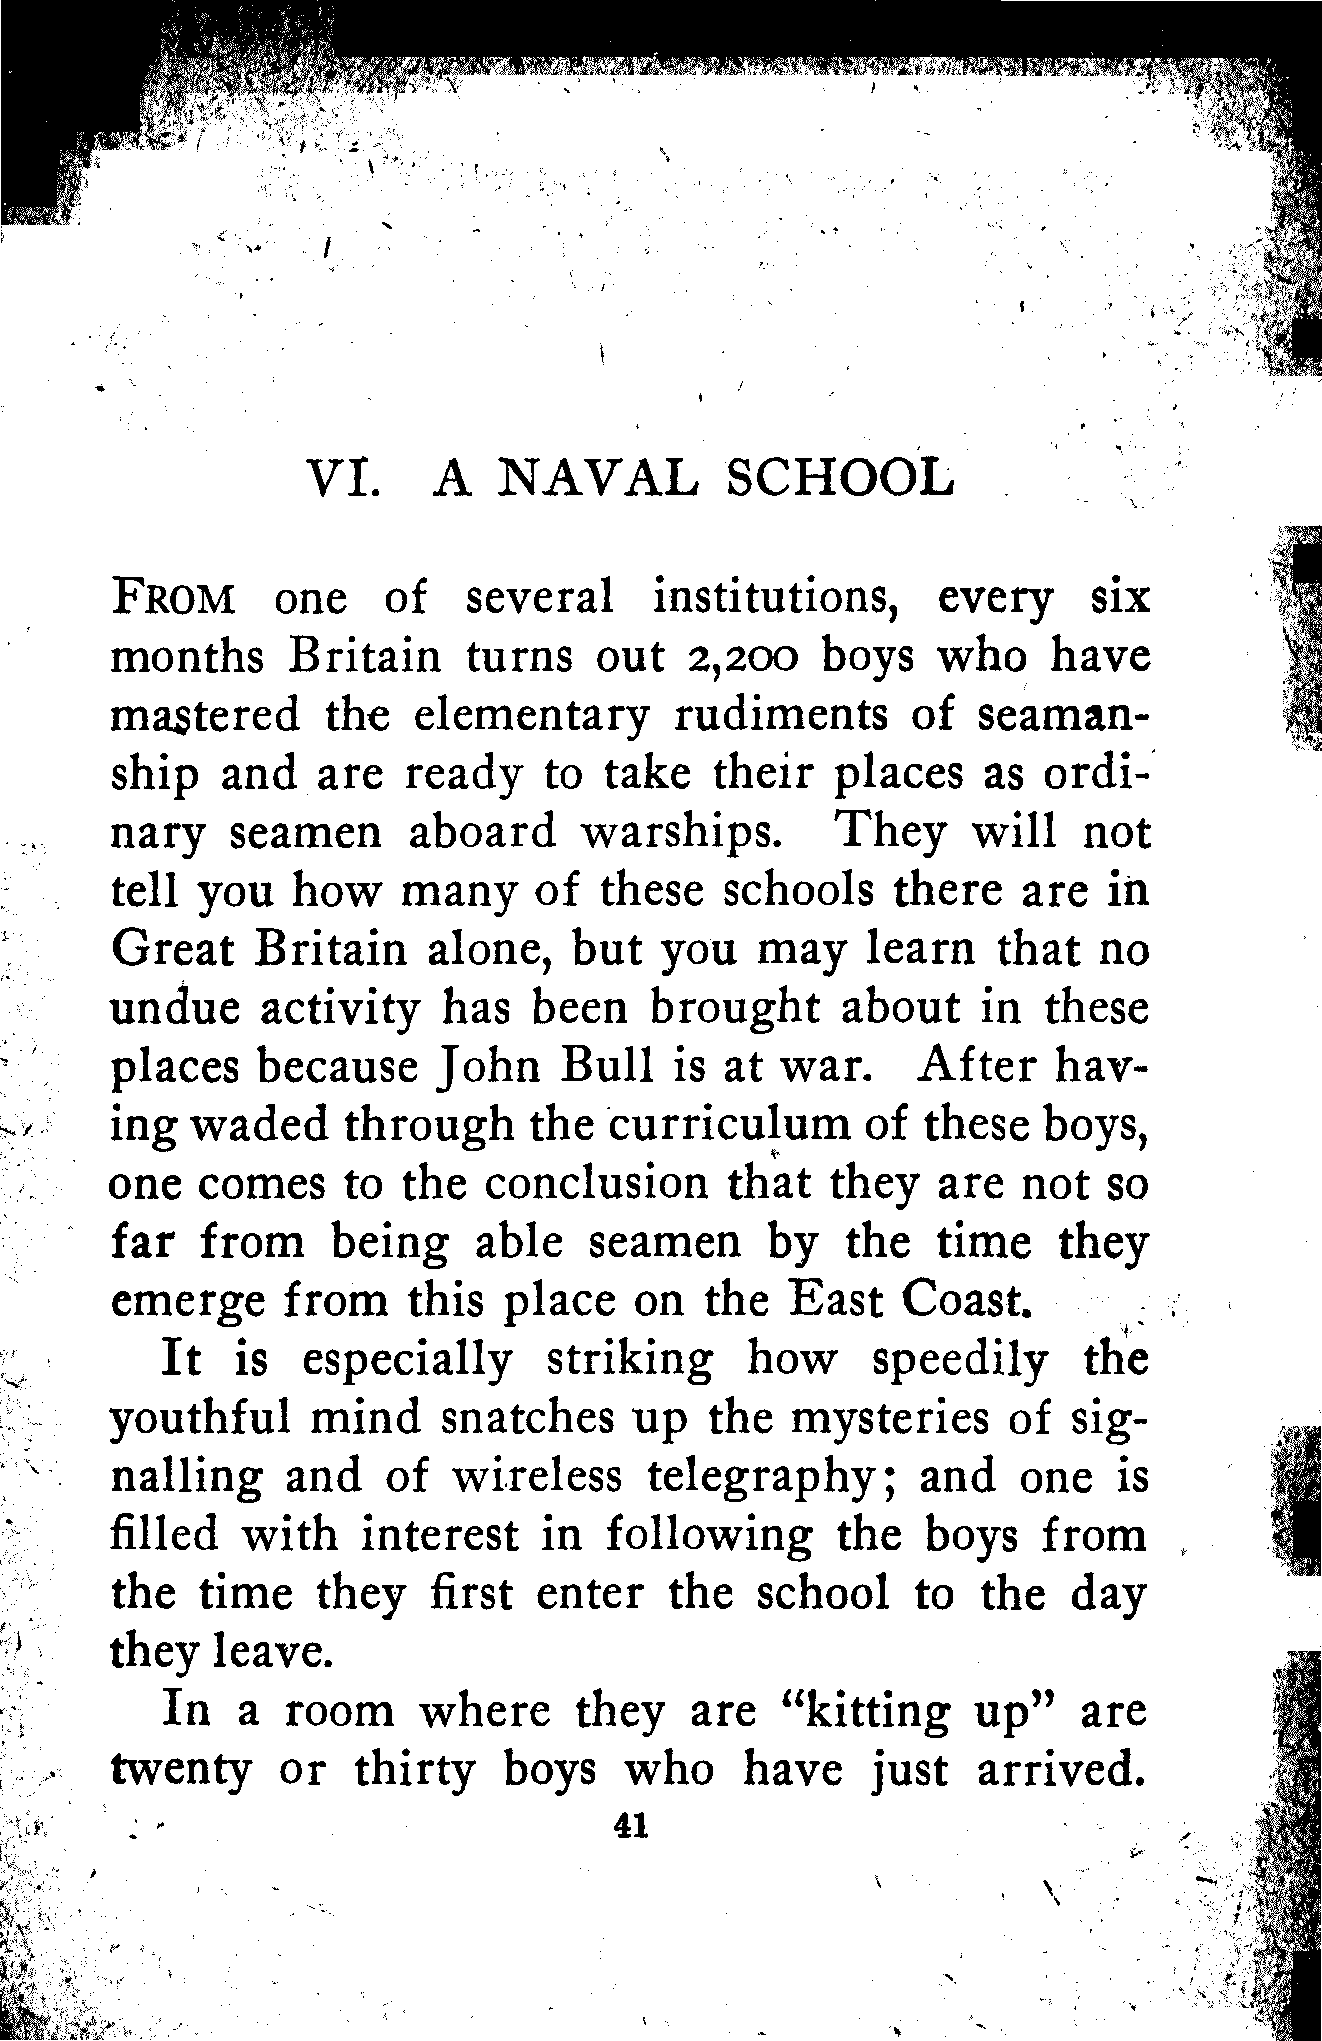 VI. A NAVAL SCHOOL
FROM one of several institutions, every six
months Britain turns out 2,200 boys who have
mastered the elementary rudiments of seaman-
ship and are ready to take their places as ordi-
nary seamen aboard warships. They will not
tell you how many of these schools there are in
Great Britain alone, but you may learn that no
undue activity has been brought about in these
places because John Bull is at war. After hav-
ing waded through the curriculum of these boys,
one comes to the conclusion that they are not so
far from being able seamen by the time they
emerge from this place on the East Coast.
It is especially striking how speedily the
youthful mind snatches up the mysteries of sig-
nalling and of wireless telegraphy; and one is
filled with interest in following the boys from
the time they first enter the school to the day
they leave.
In a room where they are “kitting up” are
twenty or thirty boys who have just arrived.
41